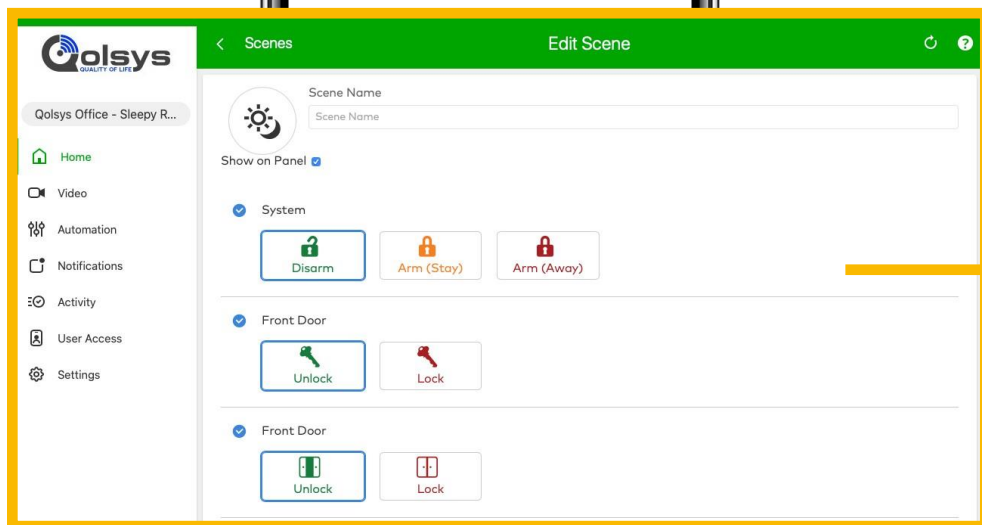 Qolsys
QUALITY OF LIFE
Qolsys Office - Sleepy R...
Home
Video
Automation
Notifications
Activity
User Access
Settings
< Scenes
Edit Scene
?
Scene Name
Scene Name
Show on Panel
System
Disarm
Arm (Stay)
Arm (Away)
Front Door
Unlock
Lock
Front Door
Unlock
Lock